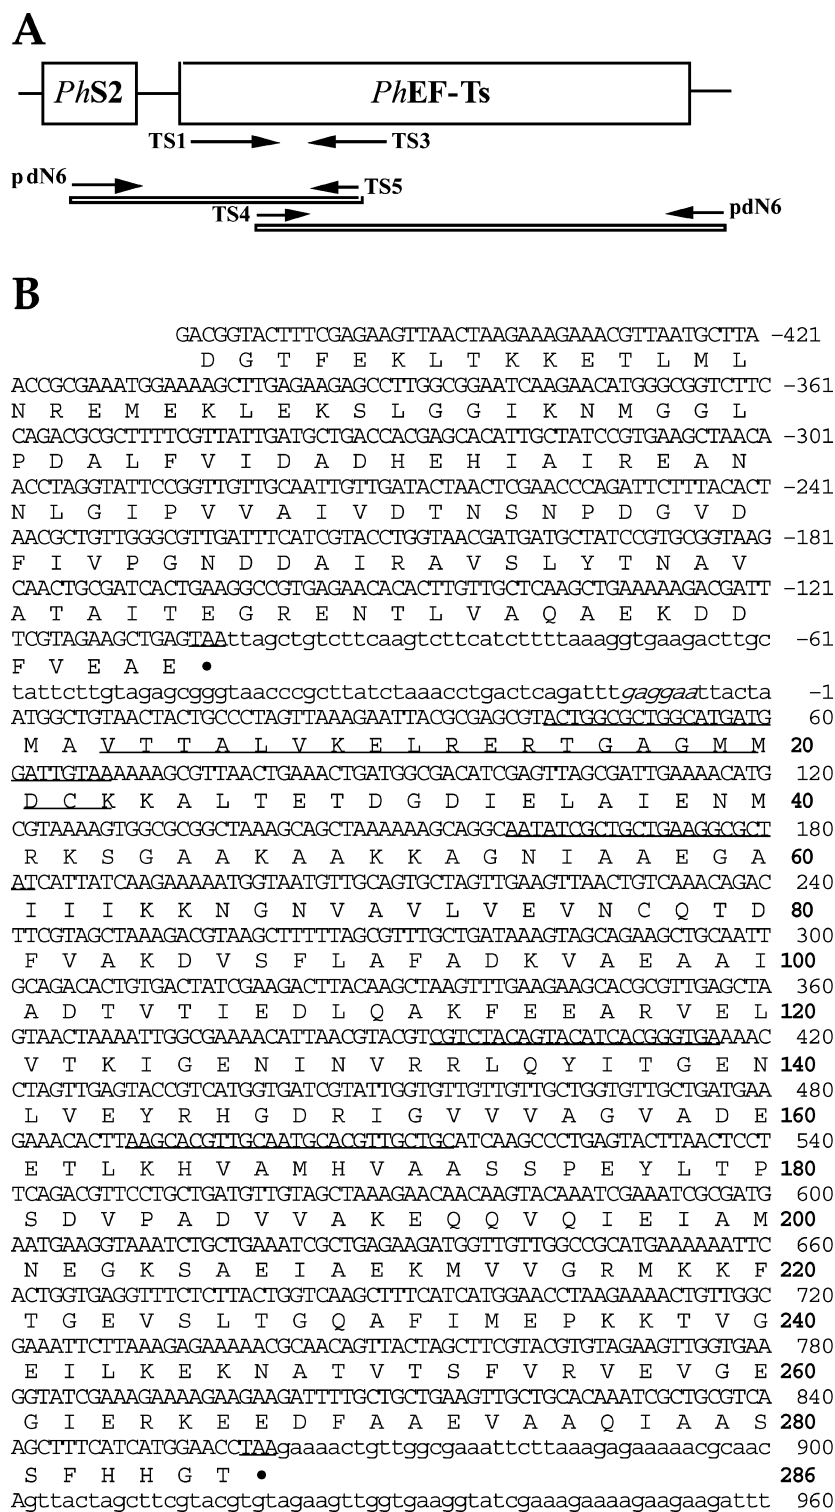 A
PhS2 PhEF-Ts
TS1 TS3
pdN6 TS5
TS4 pdN6
B
GACGGTACTTTCGAGAAGTTAACTAAGAAAGAAACGTTAATGCTTA −421
D G T F E K L T K K E T L M L
ACCGCGAAATGGAAAAGCTTGAGAAGAGCCTTGGCGGAATCAAGAACATGGGCGGTCTTC −361
N R E M E K L E K S L G G I K N M G G L
CAGACGCGCTTTTCGTTATTGATGCTGACCACGAGCACATTGCTATCCGTGAAGCTAACA −301
P D A L F V I D A D H E H I A I R E A N
ACCTAGGTATTCCGGTTGTTGCAATTGTTGATACTAACTCGAACCCAGATTCTTTACACT −241
N L G I P V V A I V D T N S N P D G V D
AACGCTGTTGGGCGTTGATTTCATCGTACCTGGTAACGATGATGCTATCCGTGCGGTAAG −181
F I V P G N D D A I R A V S L Y T N A V
CAACTGCGATCACTGAAGGCCGTGAGAACACACTTGTTGCTCAAGCTGAAAAAGACGATT −121
A T A I T E G R E N T L V A Q A E K D D
TCGTAGAAGCTGAGTAAttagctgtcttcaagtcttcatcttttaaaggtgaagacttgc −61
F V E A E •
tattcttgtagagcgggtaacccgcttatctaaacctgactcagatttgaggaattacta −1
ATGGCTGTAACTACTGCCCTAGTTAAAGAATTACGCGAGCGTACTGGCGCTGGCATGATG 60
M A V T T A L V K E L R E R T G A G M M 20
GATTGTAAAAAAGCGTTAACTGAAACTGATGGCGACATCGAGTTAGCGATTGAAAACATG 120
D C K K A L T E T D G D I E L A I E N M 40
CGTAAAAGTGGCGCGGCTAAAGCAGCTAAAAAAGCAGGCAATATCGCTGCTGAAGGCGCT 180
R K S G A A K A A K K A G N I A A E G A 60
ATCATTATCAAGAAAAATGGTAATGTTGCAGTGCTAGTTGAAGTTAACTGTCAAACAGAC 240
I I I K K N G N V A V L V E V N C Q T D 80
TTCGTAGCTAAAGACGTAAGCTTTTTAGCGTTTGCTGATAAAGTAGCAGAAGCTGCAATT 300
F V A K D V S F L A F A D K V A E A A I 100
GCAGACACTGTGACTATCGAAGACTTACAAGCTAAGTTTGAAGAAGCACGCGTTGAGCTA 360
A D T V T I E D L Q A K F E E A R V E L 120
GTAACTAAAATTGGCGAAAACATTAACGTACGTCGTCTACAGTACATCACGGGTGAAAAC 420
V T K I G E N I N V R R L Q Y I T G E N 140
CTAGTTGAGTACCGTCATGGTGATCGTATTGGTGTTGTTGTTGCTGGTGTTGCTGATGAA 480
L V E Y R H G D R I G V V V A G V A D E 160
GAAACACTTAAGCACGTTGCAATGCACGTTGCTGCATCAAGCCCTGAGTACTTAACTCCT 540
E T L K H V A M H V A A S S P E Y L T P 180
TCAGACGTTCCTGCTGATGTTGTAGCTAAAGAACAACAAGTACAAATCGAAATCGCGATG 600
S D V P A D V V A K E Q Q V Q I E I A M 200
AATGAAGGTAAATCTGCTGAAATCGCTGAGAAGATGGTTGTTGGCCGCATGAAAAAATTC 660
N E G K S A E I A E K M V V G R M K K F 220
ACTGGTGAGGTTTCTCTTACTGGTCAAGCTTTCATCATGGAACCTAAGAAAACTGTTGGC 720
T G E V S L T G Q A F I M E P K K T V G 240
GAAATTCTTAAAGAGAAAAACGCAACAGTTACTAGCTTCGTACGTGTAGAAGTTGGTGAA 780
E I L K E K N A T V T S F V R V E V G E 260
GGTATCGAAAGAAAAGAAGAAGATTTTGCTGCTGAAGTTGCTGCACAAATCGCTGCGTCA 840
G I E R K E E D F A A E V A A Q I A A S 280
AGCTTTCATCATGGAACCTAAgaaaactgttggcgaaattcttaaagagaaaaacgcaac 900
S F H H G T • 286
Agttactagcttcgtacgtgtagaagttggtgaaggtatcgaaagaaaagaagaagattt 960